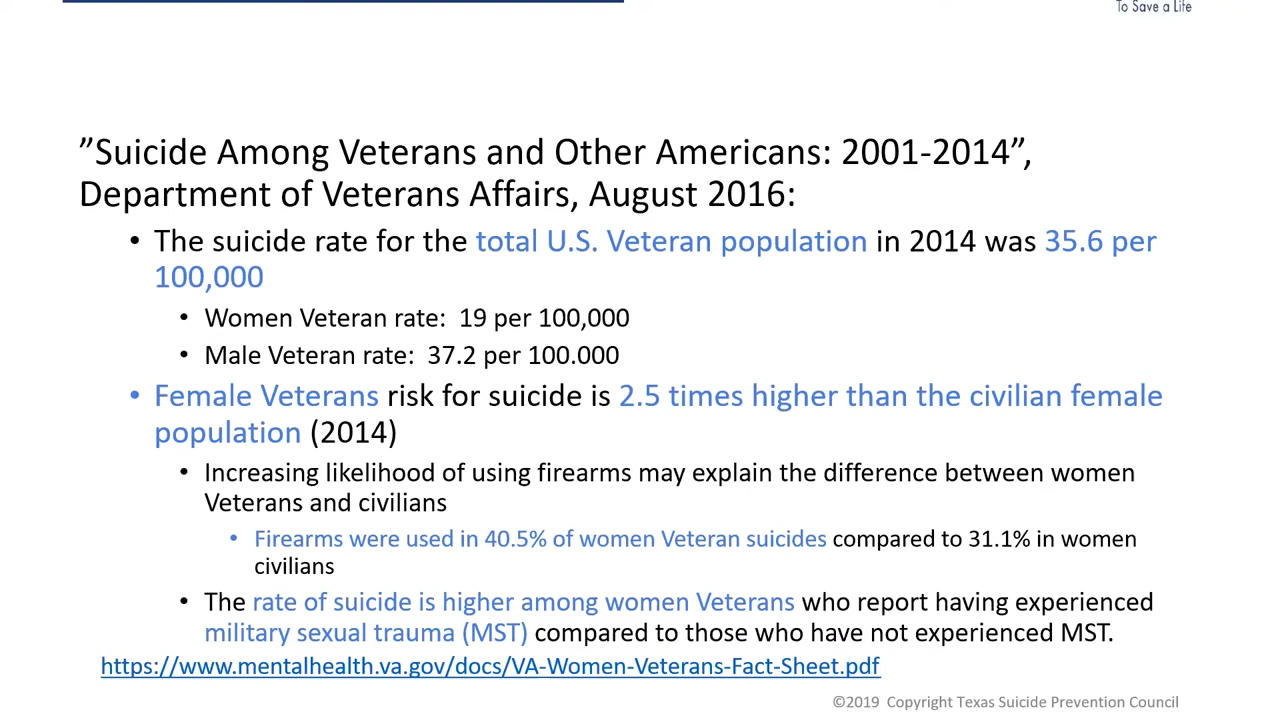 To Save a Life
”Suicide Among Veterans and Other Americans: 2001-2014”,
Department of Veterans Affairs, August 2016:
• The suicide rate for the total U.S. Veteran population in 2014 was 35.6 per
100,000
• Women Veteran rate:  19 per 100,000
• Male Veteran rate:  37.2 per 100.000
• Female Veterans risk for suicide is 2.5 times higher than the civilian female
population (2014)
• Increasing likelihood of using firearms may explain the difference between women
Veterans and civilians
• Firearms were used in 40.5% of women Veteran suicides compared to 31.1% in women
civilians
• The rate of suicide is higher among women Veterans who report having experienced
military sexual trauma (MST) compared to those who have not experienced MST.
https://www.mentalhealth.va.gov/docs/VA-Women-Veterans-Fact-Sheet.pdf
©2019  Copyright Texas Suicide Prevention Council